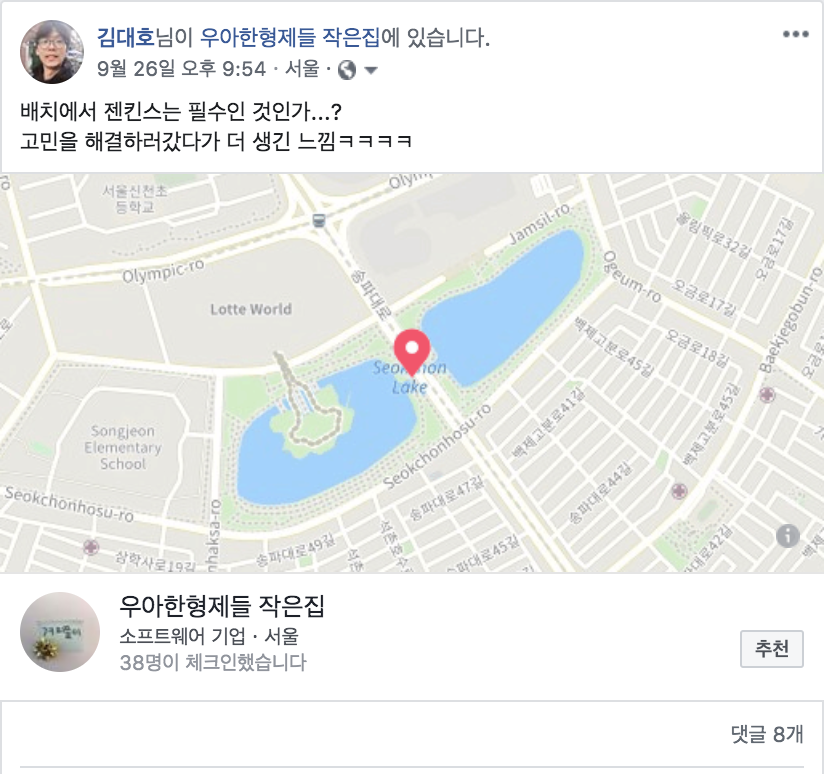 김대호님이 우아한형제들 작은집에 있습니다.
9월 26일 오후 9:54 · 서울 ·
배치에서 젠킨스는 필수인 것인가...?
고민을 해결하러갔다가 더 생긴 느낌ㅋㅋㅋㅋ
서울신천초
등학교
Olympic-ro
Olympic-ro
Jamsil-ro
송파대로
올림픽로32길
오금로17길
Ogeum-ro
오금로17길
Lotte World
백제고분로45길
오금로18길
Baekjegobun-ro
Seokchon
Lake
백제고분로41길
백제고분로45길
Songjeon
Elementary
School
Seokchonhosu-ro
Seokchonhosu-ro
송파대로47길
송파대로44길
송파대로49길
송파대로45길
송파대로42길
삼학사로19길
우아한형제들 작은집
소프트웨어 기업 · 서울
38명이 체크인했습니다
추천
댓글 8개